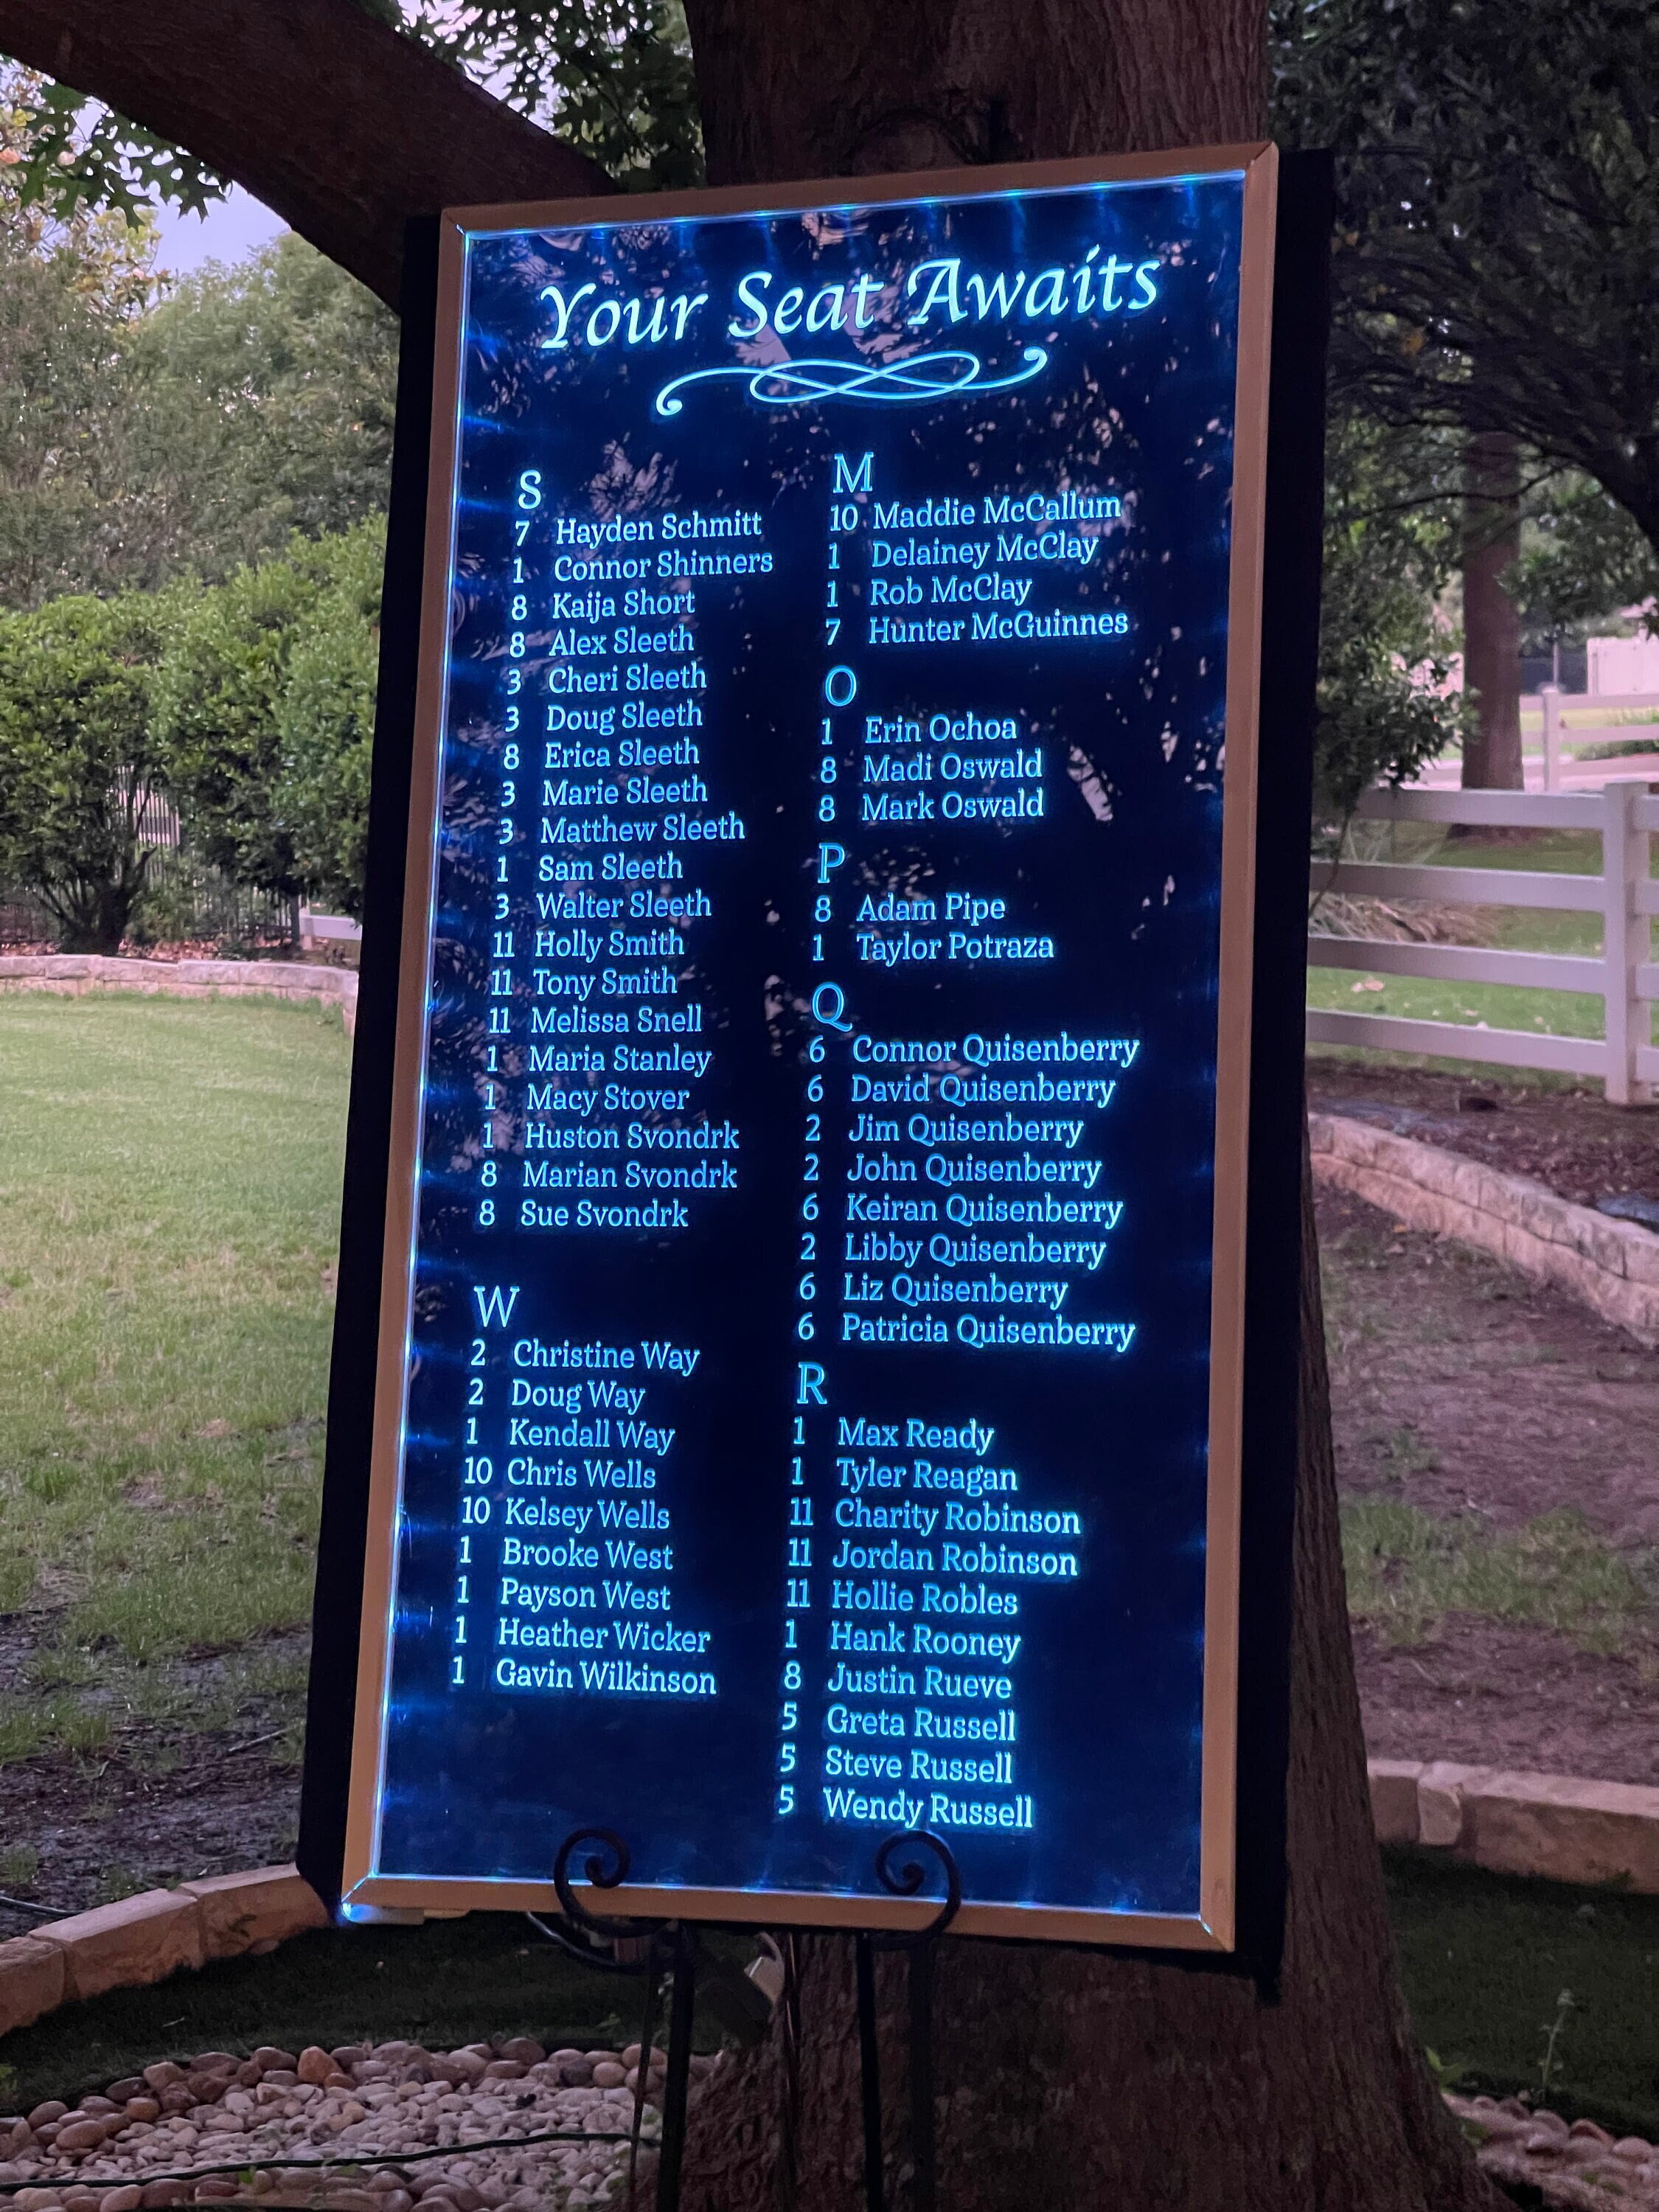 Your Seat Awaits
S
7 Hayden Schmitt
1 Connor Shinners
8 Kaija Short
8 Alex Sleeth
3 Cheri Sleeth
3 Doug Sleeth
8 Erica Sleeth
3 Marie Sleeth
3 Matthew Sleeth
1 Sam Sleeth
3 Walter Sleeth
11 Holly Smith
11 Tony Smith
11 Melissa Snell
1 Maria Stanley
1 Macy Stover
1 Huston Svondrk
8 Marian Svondrk
8 Sue Svondrk
W
2 Christine Way
2 Doug Way
1 Kendall Way
10 Chris Wells
10 Kelsey Wells
1 Brooke West
1 Payson West
1 Heather Wicker
1 Gavin Wilkinson
M
10 Maddie McCallum
1 Delainey McClay
1 Rob McClay
7 Hunter McGuinnes
O
1 Erin Ochoa
8 Madi Oswald
8 Mark Oswald
P
8 Adam Pipe
1 Taylor Potraza
Q
6 Connor Quisenberry
6 David Quisenberry
2 Jim Quisenberry
2 John Quisenberry
6 Keiran Quisenberry
2 Libby Quisenberry
6 Liz Quisenberry
6 Patricia Quisenberry
R
1 Max Ready
1 Tyler Reagan
11 Charity Robinson
11 Jordan Robinson
11 Hollie Robles
1 Hank Rooney
8 Justin Rueve
5 Greta Russell
5 Steve Russell
5 Wendy Russell